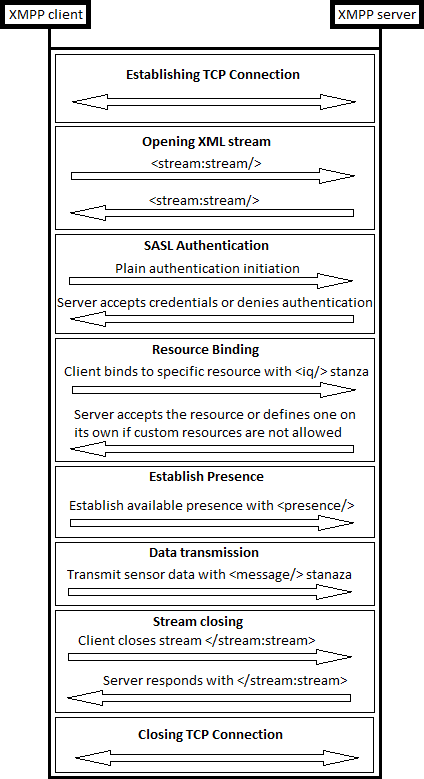 XMPP client
XMPP server
Establishing TCP Connection
Opening XML stream
<stream:stream/>
<stream:stream/>
SASL Authentication
Plain authentication initiation
Server accepts credentials or denies authentication
Resource Binding
Client binds to specific resource with <iq/> stanza
Server accepts the resource or defines one on
its own if custom resources are not allowed
Establish Presence
Establish available presence with <presence/>
Data transmission
Transmit sensor data with <message/> stanaza
Stream closing
Client closes stream </stream:stream>
Server responds with </stream:stream>
Closing TCP Connection